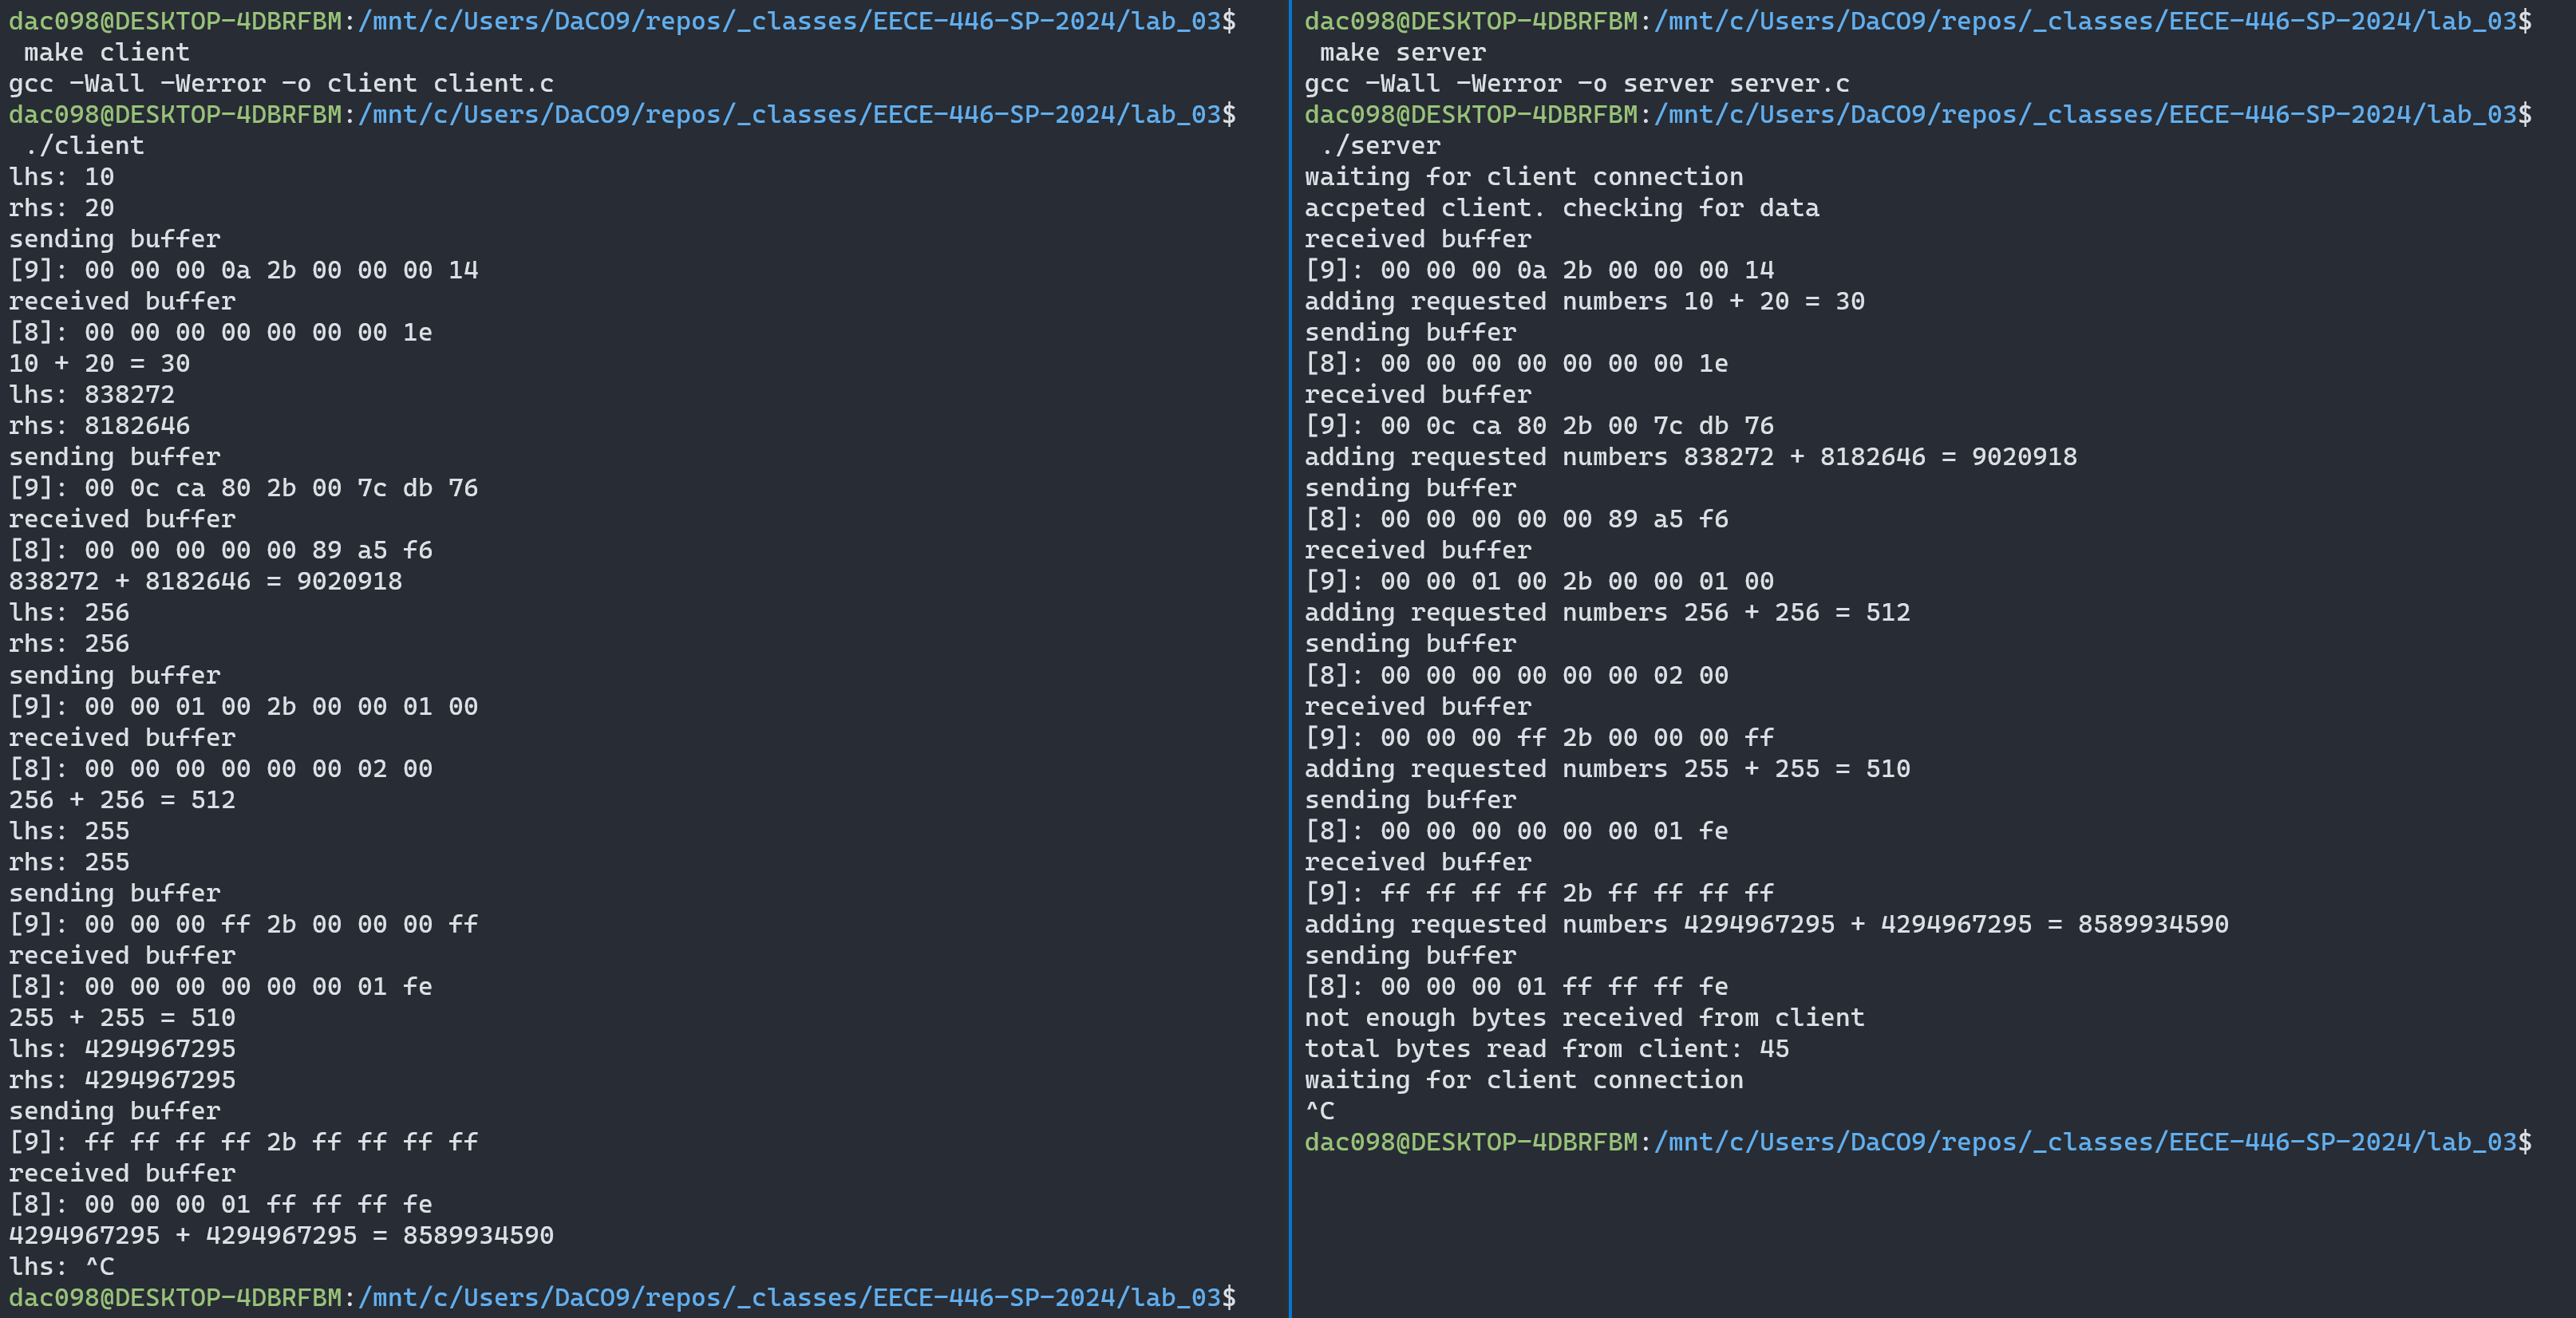 dac098@DESKTOP-4DBRFBM:/mnt/c/Users/DaCO9/repos/_classes/EECE-446-SP-2024/lab_03$
 make client
gcc -Wall -Werror -o client client.c
dac098@DESKTOP-4DBRFBM:/mnt/c/Users/DaCO9/repos/_classes/EECE-446-SP-2024/lab_03$
 ./client
lhs: 10
rhs: 20
sending buffer
[9]: 00 00 00 0a 2b 00 00 00 14
received buffer
[8]: 00 00 00 00 00 00 00 1e
10 + 20 = 30
lhs: 838272
rhs: 8182646
sending buffer
[9]: 00 0c ca 80 2b 00 7c db 76
received buffer
[8]: 00 00 00 00 00 89 a5 f6
838272 + 8182646 = 9020918
lhs: 256
rhs: 256
sending buffer
[9]: 00 00 01 00 2b 00 00 01 00
received buffer
[8]: 00 00 00 00 00 00 02 00
256 + 256 = 512
lhs: 255
rhs: 255
sending buffer
[9]: 00 00 00 ff 2b 00 00 00 ff
received buffer
[8]: 00 00 00 00 00 00 01 fe
255 + 255 = 510
lhs: 4294967295
rhs: 4294967295
sending buffer
[9]: ff ff ff ff 2b ff ff ff ff
received buffer
[8]: 00 00 00 01 ff ff ff fe
4294967295 + 4294967295 = 8589934590
lhs: ^C
dac098@DESKTOP-4DBRFBM:/mnt/c/Users/DaCO9/repos/_classes/EECE-446-SP-2024/lab_03$
dac098@DESKTOP-4DBRFBM:/mnt/c/Users/DaCO9/repos/_classes/EECE-446-SP-2024/lab_03$
 make server
gcc -Wall -Werror -o server server.c
dac098@DESKTOP-4DBRFBM:/mnt/c/Users/DaCO9/repos/_classes/EECE-446-SP-2024/lab_03$
 ./server
waiting for client connection
accpeted client. checking for data
received buffer
[9]: 00 00 00 0a 2b 00 00 00 14
adding requested numbers 10 + 20 = 30
sending buffer
[8]: 00 00 00 00 00 00 00 1e
received buffer
[9]: 00 0c ca 80 2b 00 7c db 76
adding requested numbers 838272 + 8182646 = 9020918
sending buffer
[8]: 00 00 00 00 00 89 a5 f6
received buffer
[9]: 00 00 01 00 2b 00 00 01 00
adding requested numbers 256 + 256 = 512
sending buffer
[8]: 00 00 00 00 00 00 02 00
received buffer
[9]: 00 00 00 ff 2b 00 00 00 ff
adding requested numbers 255 + 255 = 510
sending buffer
[8]: 00 00 00 00 00 00 01 fe
received buffer
[9]: ff ff ff ff 2b ff ff ff ff
adding requested numbers 4294967295 + 4294967295 = 8589934590
sending buffer
[8]: 00 00 00 01 ff ff ff fe
not enough bytes received from client
total bytes read from client: 45
waiting for client connection
^C
dac098@DESKTOP-4DBRFBM:/mnt/c/Users/DaCO9/repos/_classes/EECE-446-SP-2024/lab_03$